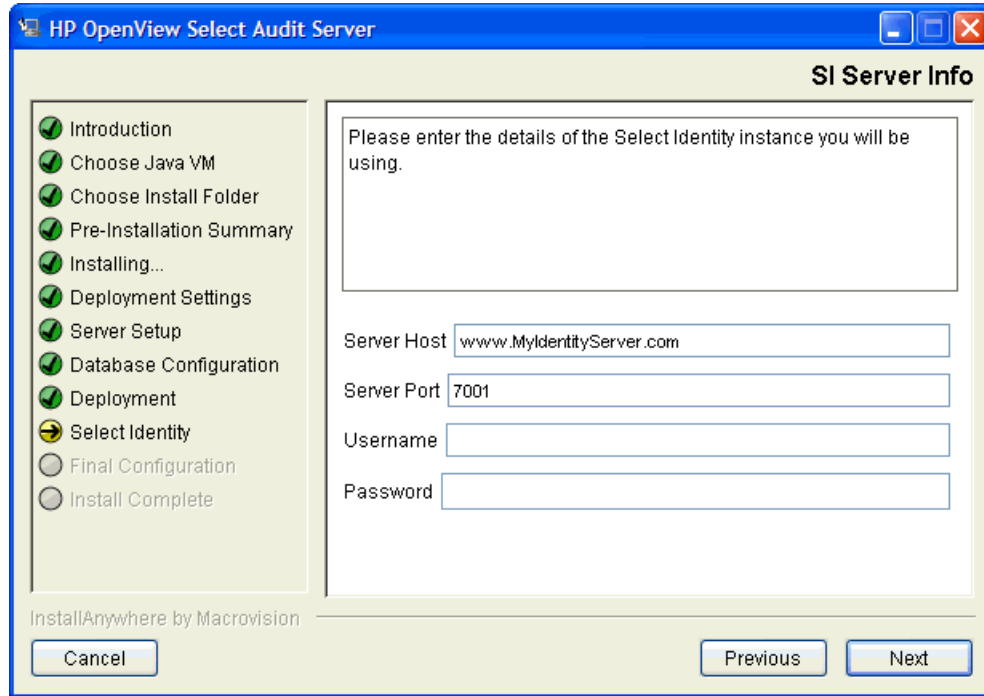 HP OpenView Select Audit Server
SI Server Info
Introduction
Choose Java VM
Choose Install Folder
Pre-Installation Summary
Installing...
Deployment Settings
Server Setup
Database Configuration
Deployment
Select Identity
Final Configuration
Install Complete
Please enter the details of the Select Identity instance you will be
using.
Server Host www.MyIdentityServer.com
Server Port 7001
Username
Password
InstallAnywhere by Macrovision
Cancel
Previous
Next